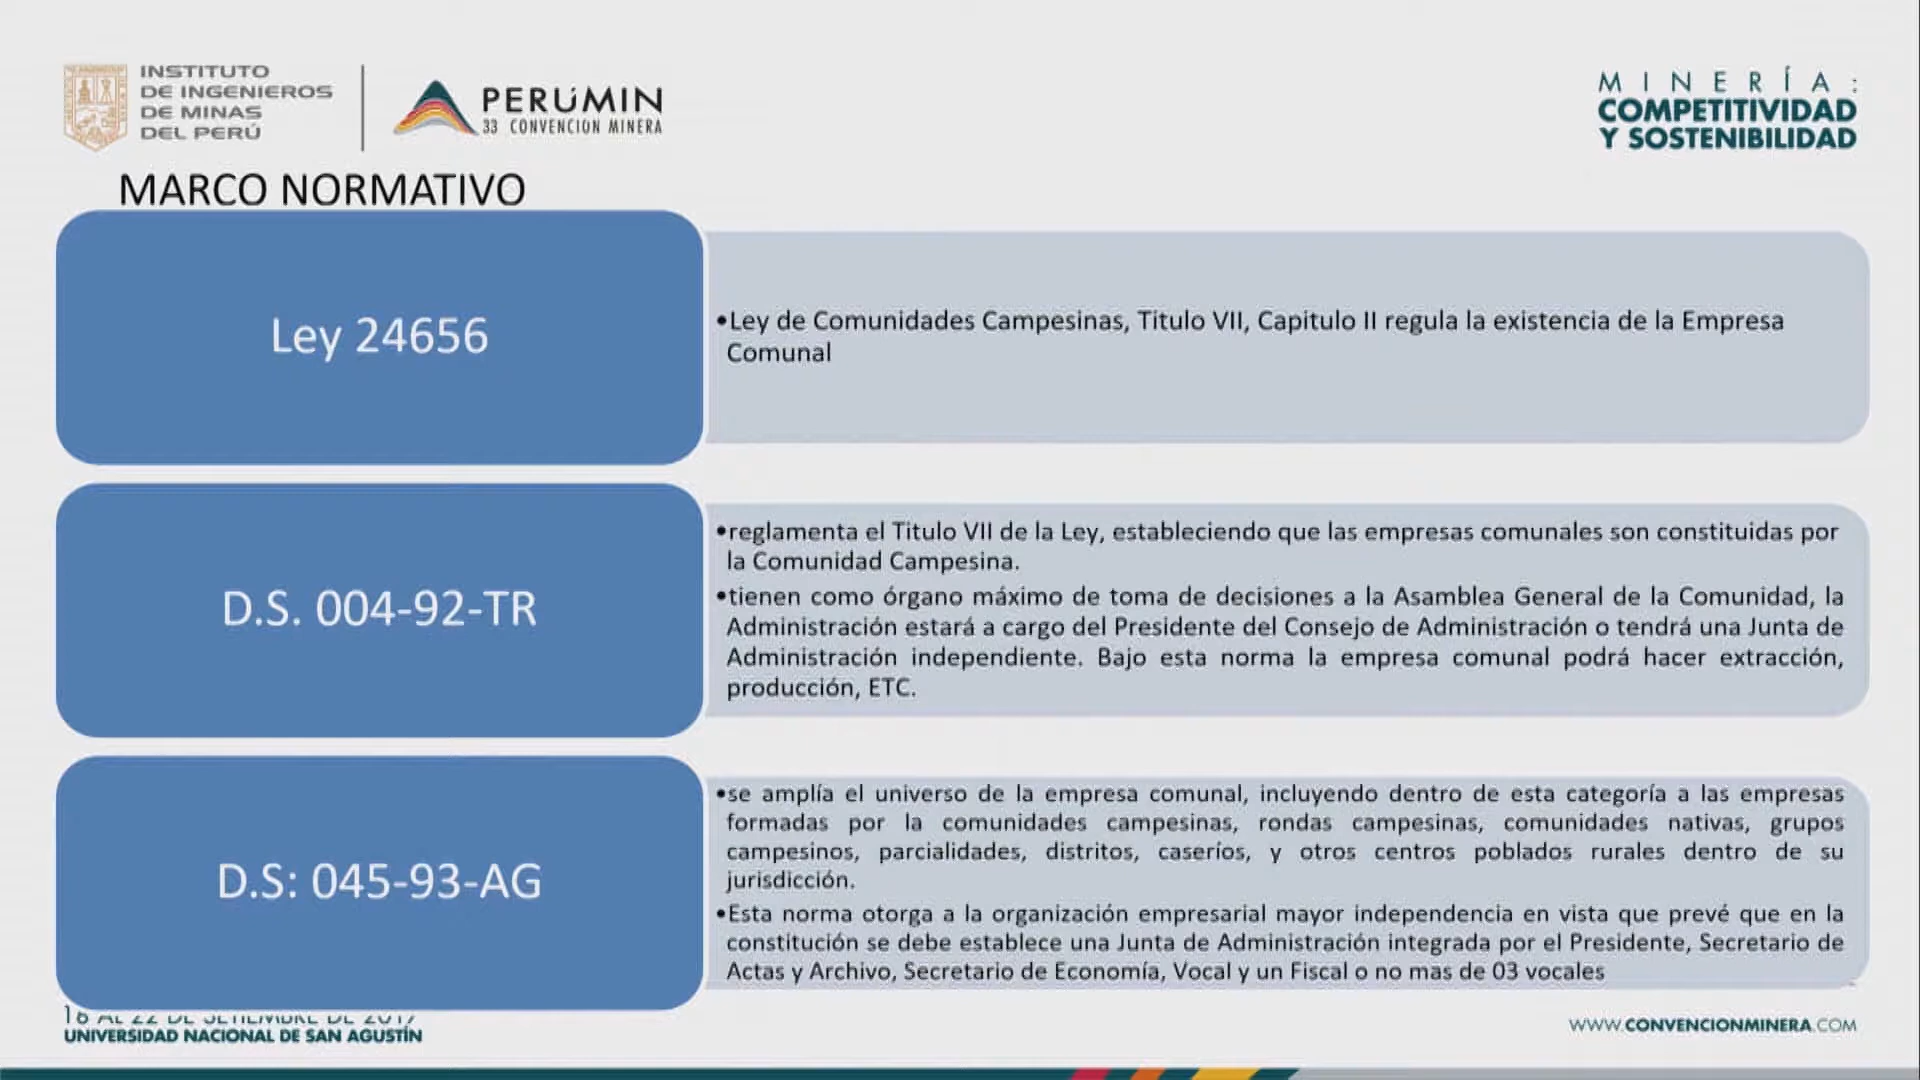 INSTITUTO
DE INGENIEROS
DE MINAS
DEL PERÚ
PERÚMIN
33 CONVENCION MINERA
MINERÍA:
COMPETITIVIDAD
Y SOSTENIBILIDAD
MARCO NORMATIVO
Ley 24656
•Ley de Comunidades Campesinas, Titulo VII, Capitulo II regula la existencia de la Empresa
Comunal
D.S. 004-92-TR
•reglamenta el Titulo VII de la Ley, estableciendo que las empresas comunales son constituidas por
la Comunidad Campesina.
•tienen como órgano máximo de toma de decisiones a la Asamblea General de la Comunidad, la
Administración estará a cargo del Presidente del Consejo de Administración o tendrá una Junta de
Administración independiente. Bajo esta norma la empresa comunal podrá hacer extracción,
producción, ETC.
D.S: 045-93-AG
•se amplía el universo de la empresa comunal, incluyendo dentro de esta categoría a las empresas
formadas por la comunidades campesinas, rondas campesinas, comunidades nativas, grupos
campesinos, parcialidades, distritos, caseríos, y otros centros poblados rurales dentro de su
jurisdicción.
•Esta norma otorga a la organización empresarial mayor independencia en vista que prevé que en la
constitución se debe establece una Junta de Administración integrada por el Presidente, Secretario de
Actas y Archivo, Secretario de Economía, Vocal y un Fiscal o no mas de 03 vocales
AL 22 DE SETIEMBRE DE 2017
UNIVERSIDAD NACIONAL DE SAN AGUSTÍN
WWW.CONVENCIONMINERA.COM